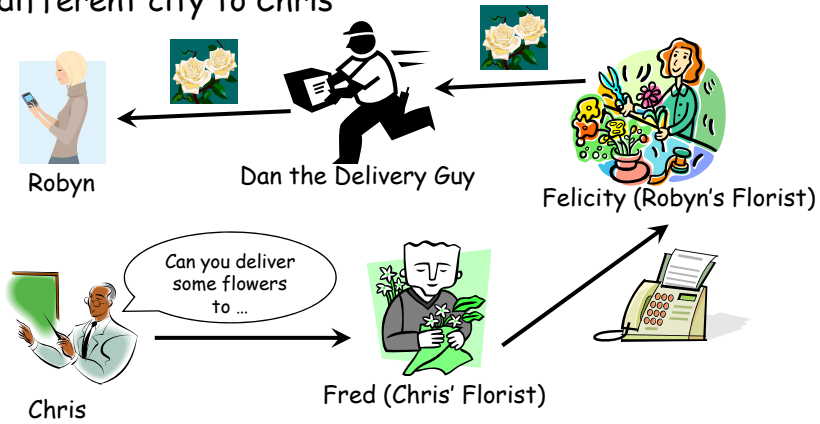 different city to Chris
Robyn
Dan the Delivery Guy
Felicity (Robyn's Florist)
Can you deliver
some flowers
to ...
Chris
Fred (Chris' Florist)